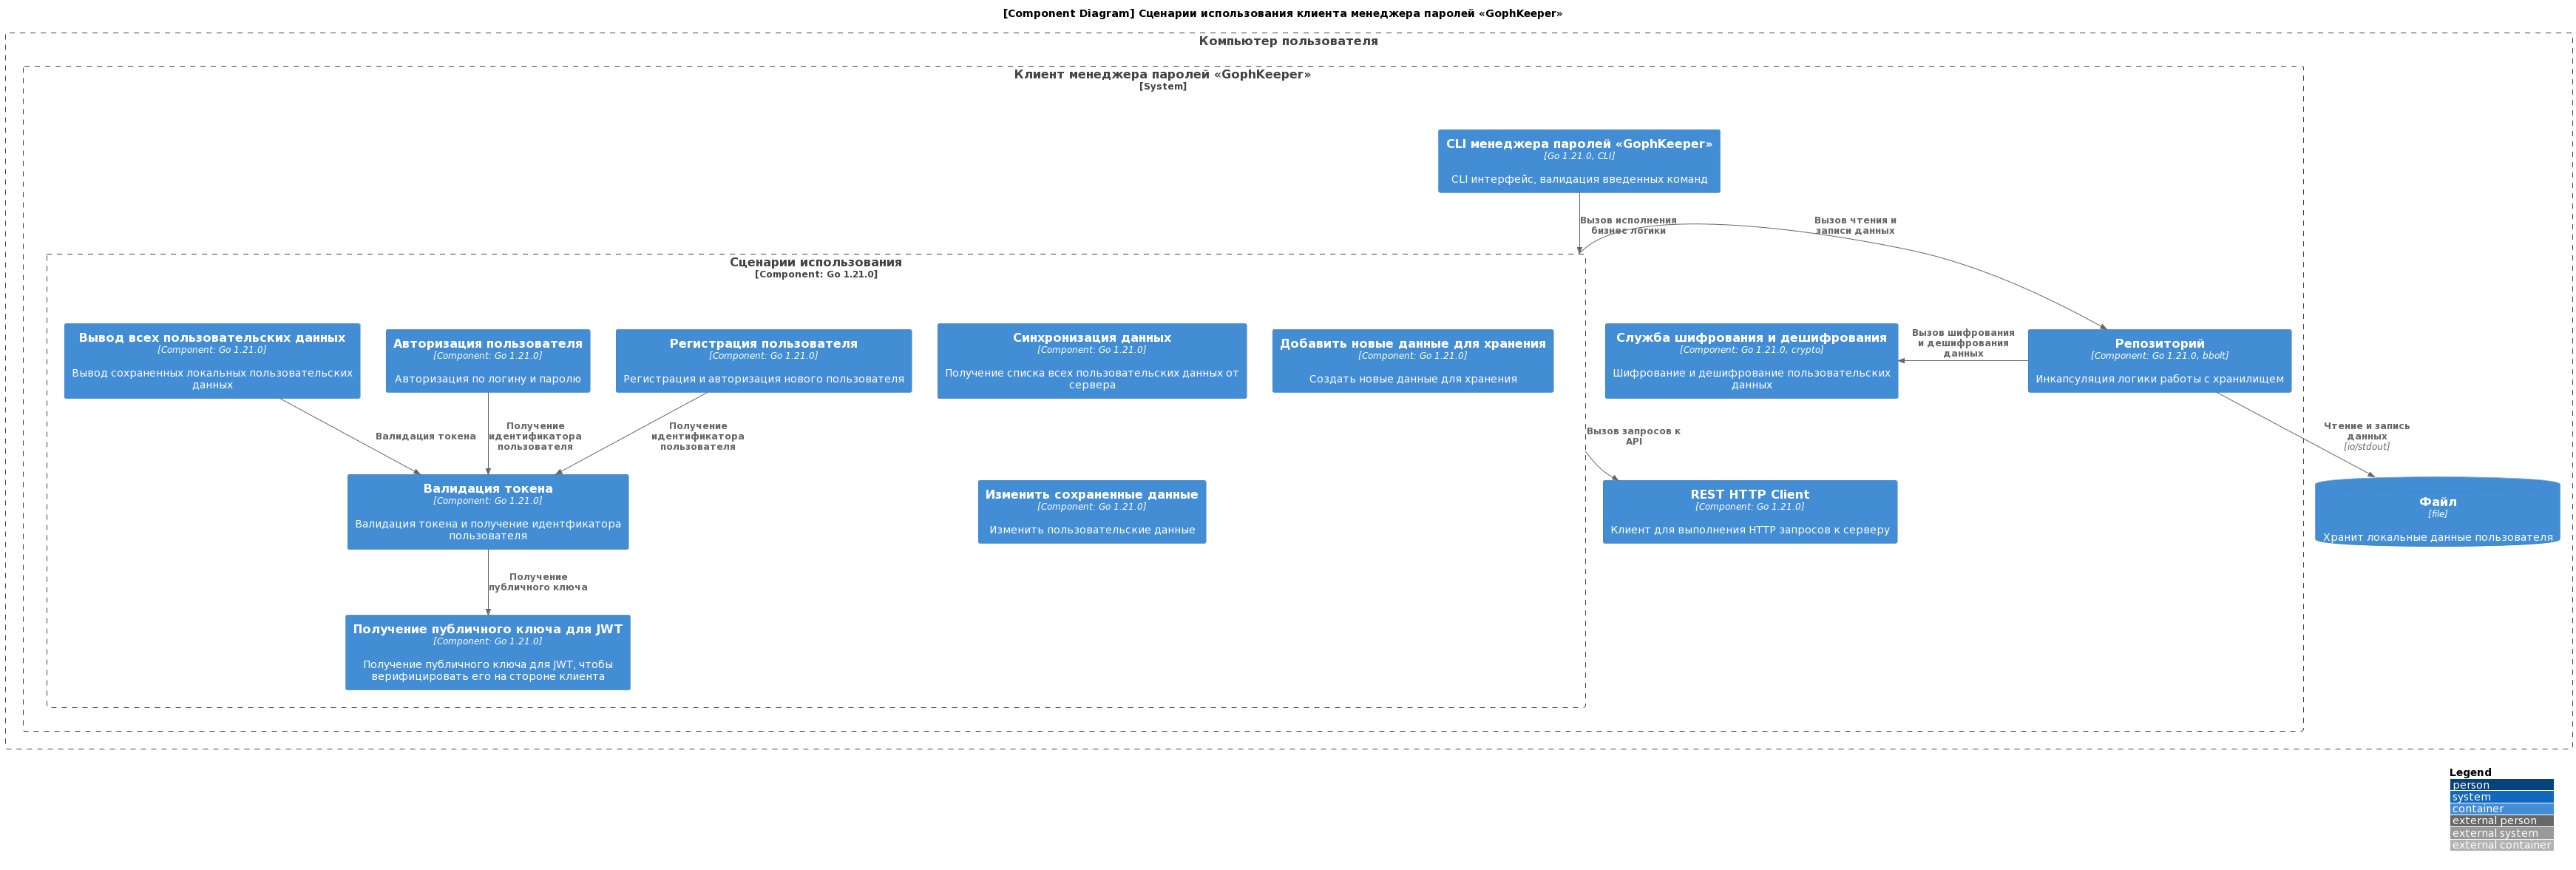 [Component Diagram] Сценарии использования клиента менеджера паролей «GophKeeper»
Компьютер пользователя
Клиент менеджера паролей «GophKeeper»
[System]
CLI менеджера паролей «GophKeeper»
[Go 1.21.0, CLI]
CLI интерфейс, валидация введенных команд
Вызов исполнения
бизнес логики
Вызов чтения и
записи данных
Сценарии использования
[Component: Go 1.21.0]
Вывод всех пользовательских данных
[Component: Go 1.21.0]
Вывод сохраненных локальных пользовательских
данных
Авторизация пользователя
[Component: Go 1.21.0]
Авторизация по логину и паролю
Регистрация пользователя
[Component: Go 1.21.0]
Регистрация и авторизация нового пользователя
Синхронизация данных
[Component: Go 1.21.0]
Получение списка всех пользовательских данных от
сервера
Добавить новые данные для хранения
[Component: Go 1.21.0]
Создать новые данные для хранения
Служба шифрования и дешифрования
[Component: Go 1.21.0, crypto]
Шифрование и дешифрование пользовательских
данных
Вызов шифрования
и дешифрования
данных
Репозиторий
[Component: Go 1.21.0, bbolt]
Инкапсуляция логики работы с хранилищем
Валидация токена
Получение
идентификатора
пользователя
Получение
идентификатора
пользователя
Вызов запросов к
API
Чтение и запись
данных
[io/stdout]
Валидация токена
[Component: Go 1.21.0]
Валидация токена и получение идентфикатора
пользователя
Изменить сохраненные данные
[Component: Go 1.21.0]
Изменить пользовательские данные
REST HTTP Client
[Component: Go 1.21.0]
Клиент для выполнения HTTP запросов к серверу
Файл
[file]
Хранит локальные данные пользователя
Получение
публичного ключа
Получение публичного ключа для JWT
[Component: Go 1.21.0]
Получение публичного ключа для JWT, чтобы
верифицировать его на стороне клиента
Legend
person
system
container
external person
external system
external container